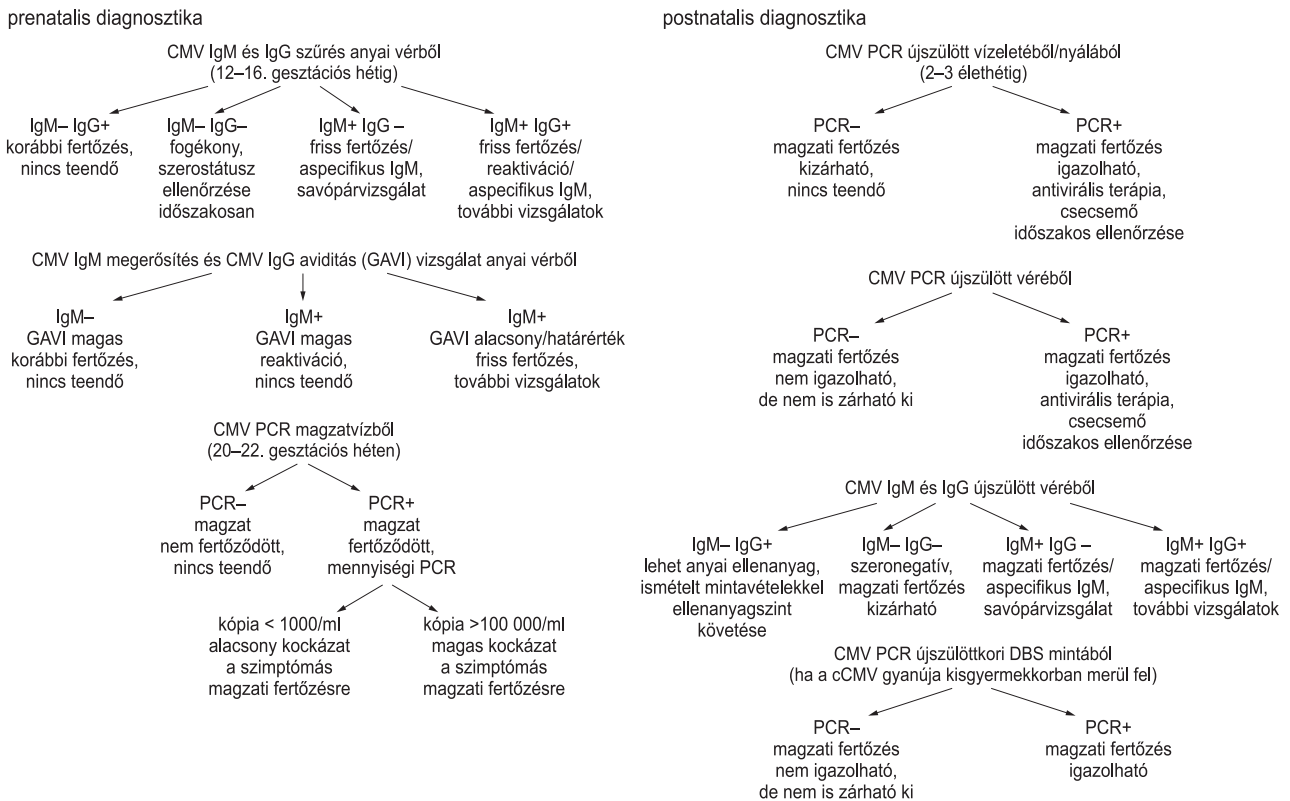 prenatalis diagnosztika
CMV IgM és IgG szűrés anyai vérből
(12–16. gesztációs hétig)
IgM– IgG+
korábbi fertőzés,
nincs teendő
IgM– IgG–
fogékony,
szerostátusz
ellenőrzése
időszakosan
IgM+ IgG –
friss fertőzés/
aspecifikus IgM,
savópárvizsgálat
IgM+ IgG+
friss fertőzés/
reaktiváció/
aspecifikus IgM,
további vizsgálatok
CMV IgM megerősítés és CMV IgG aviditás (GAVI) vizsgálat anyai vérből
IgM–
GAVI magas
korábbi fertőzés,
nincs teendő
IgM+
GAVI magas
reaktiváció,
nincs teendő
IgM+
GAVI alacsony/határérték
friss fertőzés,
további vizsgálatok
CMV PCR magzatvízből
(20–22. gesztációs héten)
PCR–
magzat
nem fertőződött,
nincs teendő
PCR+
magzat
fertőződött,
mennyiségi PCR
kópia < 1000/ml
alacsony kockázat
a szimptómás
magzati fertőzésre
kópia >100 000/ml
magas kockázat
a szimptómás
magzati fertőzésre
postnatalis diagnosztika
CMV PCR újszülött vízeletéből/nyálából
(2–3 élethétig)
PCR–
magzati fertőzés
kizárható,
nincs teendő
PCR+
magzati fertőzés
igazolható,
antivirális terápia,
csecsemő
időszakos ellenőrzése
CMV PCR újszülött véréből
PCR–
magzati fertőzés
nem igazolható,
de nem is zárható ki
PCR+
magzati fertőzés
igazolható,
antivirális terápia,
csecsemő
időszakos ellenőrzése
CMV IgM és IgG újszülött véréből
IgM– IgG+
lehet anyai ellenanyag,
ismételt mintavételekkel
ellenanyagszint
követése
IgM– IgG–
szeronegatív,
magzati fertőzés
kizárható
IgM+ IgG –
magzati fertőzés/
aspecifikus IgM,
savópárvizsgálat
IgM+ IgG+
magzati fertőzés/
aspecifikus IgM,
további vizsgálatok
CMV PCR újszülöttkori DBS mintából
(ha a cCMV gyanúja kisgyermekkorban merül fel)
PCR–
magzati fertőzés
nem igazolható,
de nem is zárható ki
PCR+
magzati fertőzés
igazolható